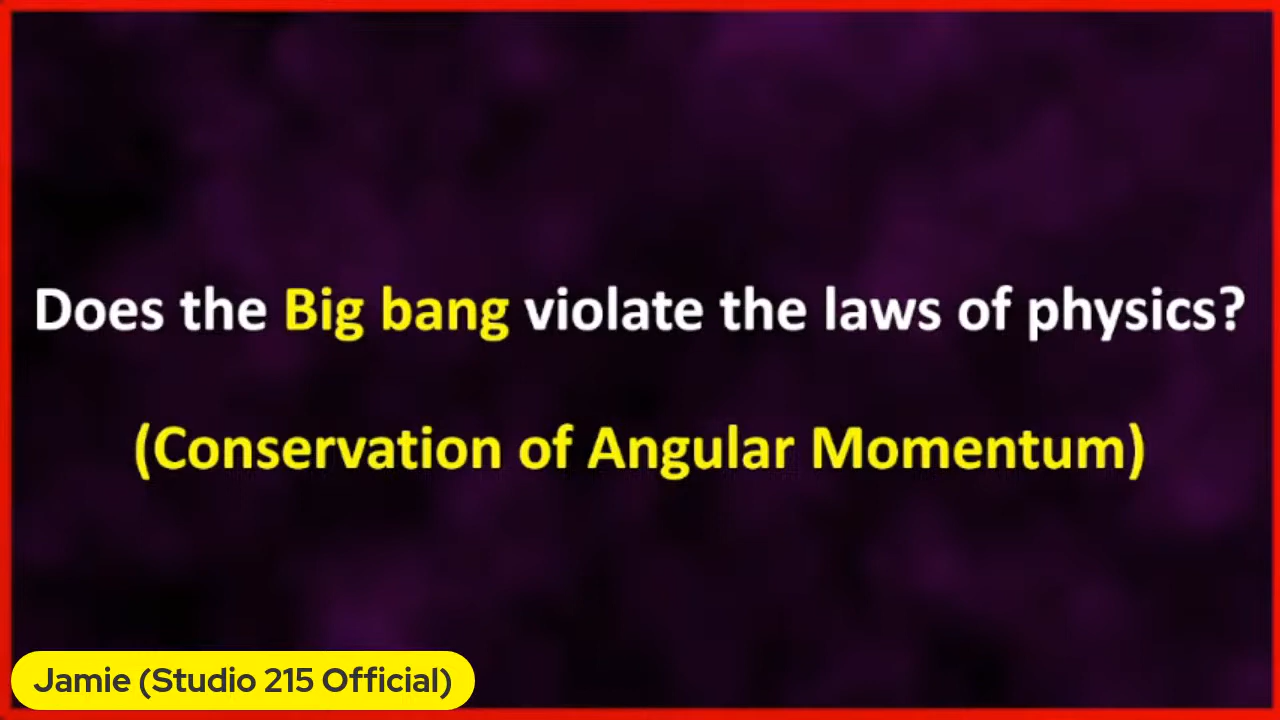 Does the Big bang violate the laws of physics?
(Conservation of Angular Momentum)
Jamie (Studio 215 Official)